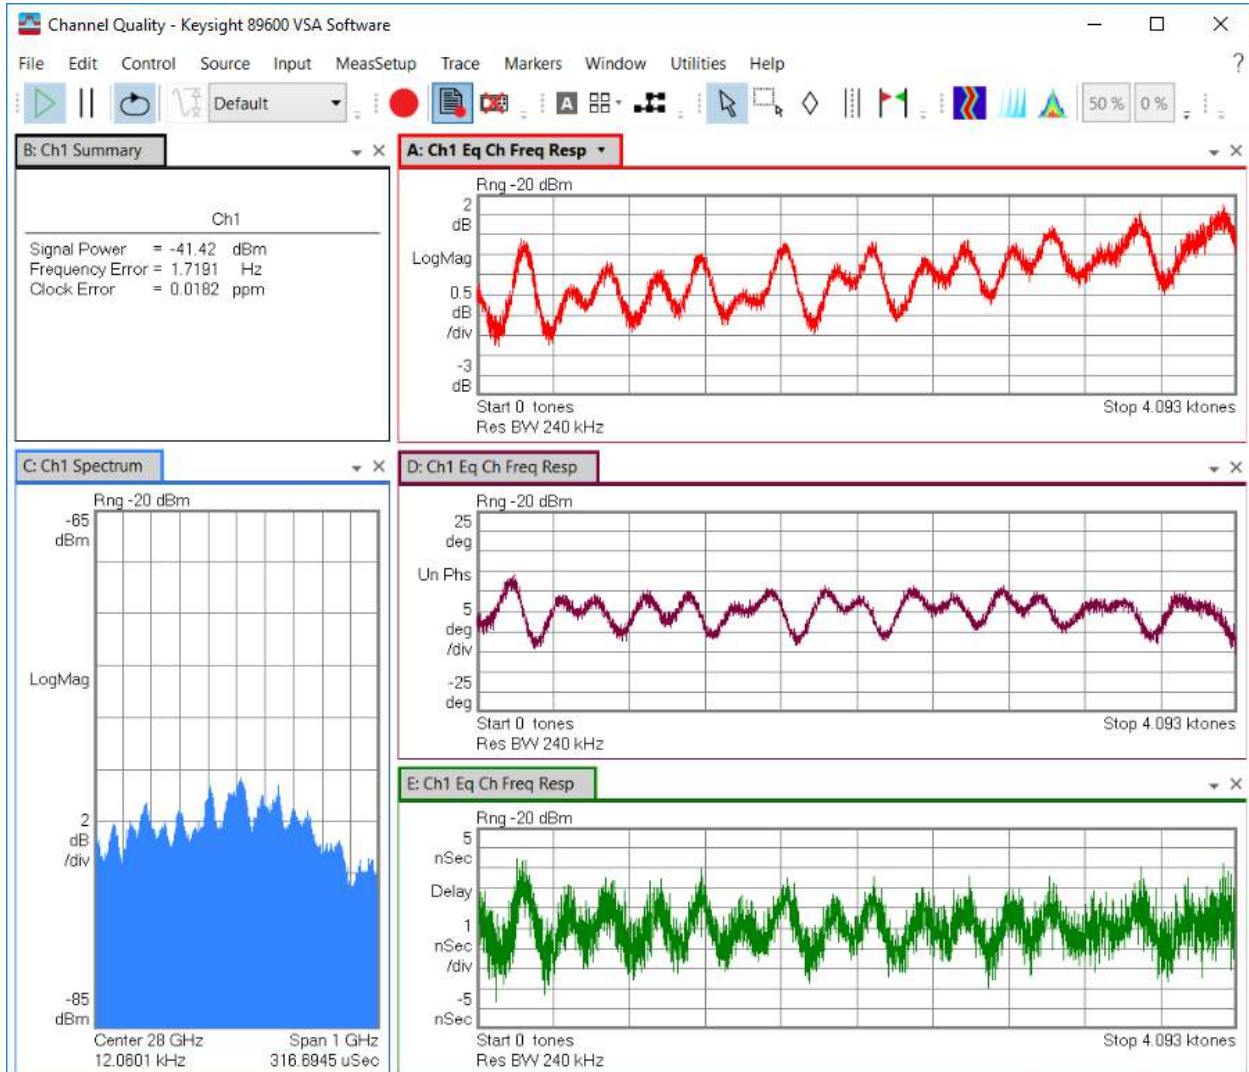 Channel Quality - Keysight 89600 VSA Software
File Edit Control Source Input MeasSetup Trace Markers Window Utilities Help
?
Default
A
50 %
0 %
B: Ch1 Summary
Ch1
Signal Power = -41.42 dBm
Frequency Error = 1.7191 Hz
Clock Error = 0.0182 ppm
A: Ch1 Eq Ch Freq Resp
Rng -20 dBm
2
dB
LogMag
0.5
dB
/div
-3
dB
Start 0 tones
Stop 4.093 ktones
Res BW 240 kHz
C: Ch1 Spectrum
Rng -20 dBm
-65
dBm
LogMag
2
dB
/div
-85
dBm
Center 28 GHz
Span 1 GHz
12.0601 kHz
316.6945 uSec
D: Ch1 Eq Ch Freq Resp
Rng -20 dBm
25
deg
Un Phs
5
deg
/div
-25
deg
Start 0 tones
Stop 4.093 ktones
Res BW 240 kHz
E: Ch1 Eq Ch Freq Resp
Rng -20 dBm
5
nSec
Delay
1
nSec
/div
-5
nSec
Start 0 tones
Stop 4.093 ktones
Res BW 240 kHz